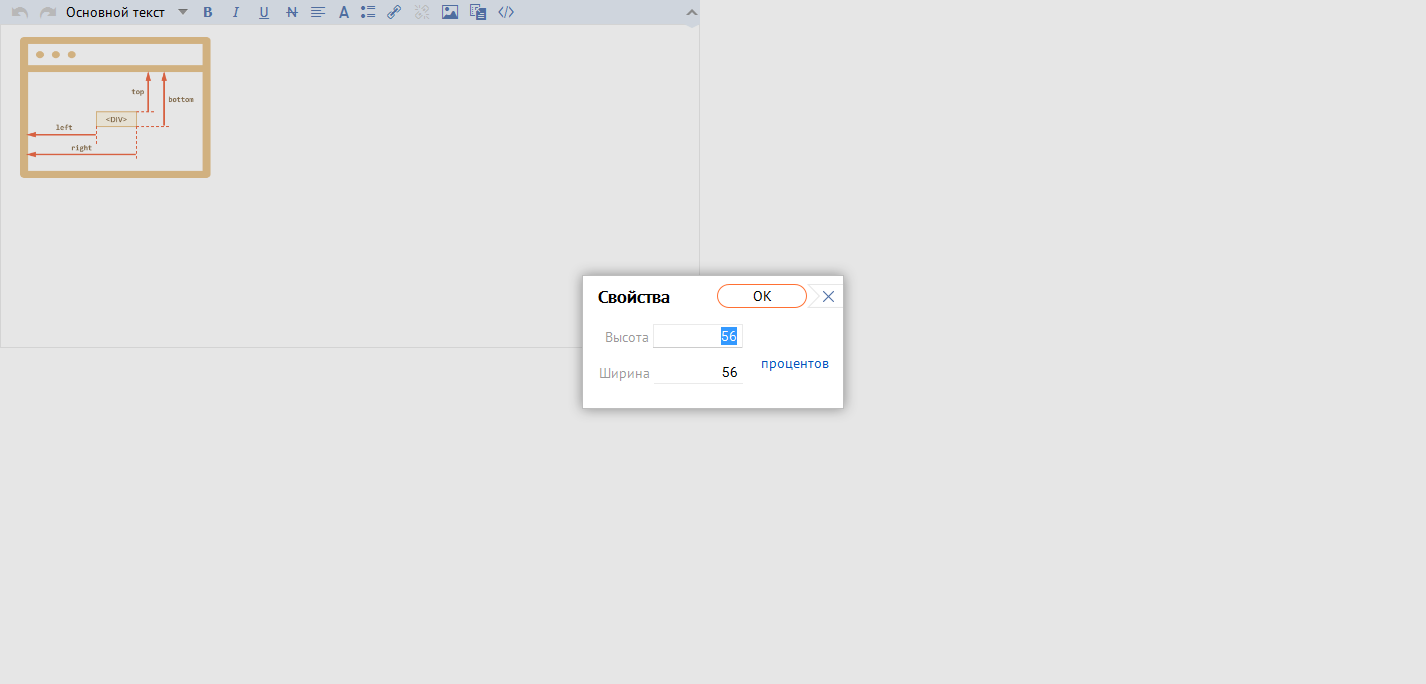 Основной текст B I U N A </>
top
bottom
<DIV>
left
right
Свойства OK
Высота 56
процентов
Ширина 56